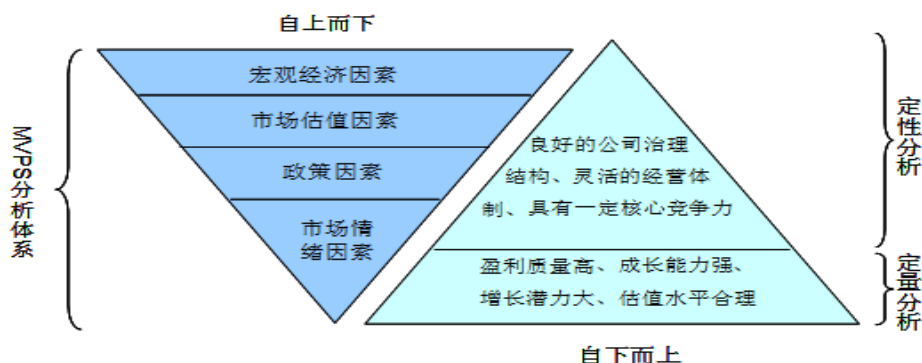 自上而下
宏观经济因素
市场估值因素
政策因素
市场情
绪因素
MVPS分析体系
良好的公司治理
结构、灵活的经营体
制、具有一定核心竞争力
盈利质量高、成长能力强、
增长潜力大、估值水平合理
定性分析
定量分析
自下而上